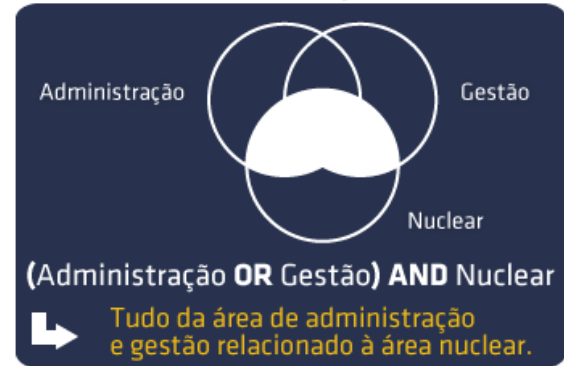 Administração
Gestão
Nuclear
(Administração OR Gestão) AND Nuclear
Tudo da área de administração
e gestão relacionado à área nuclear.